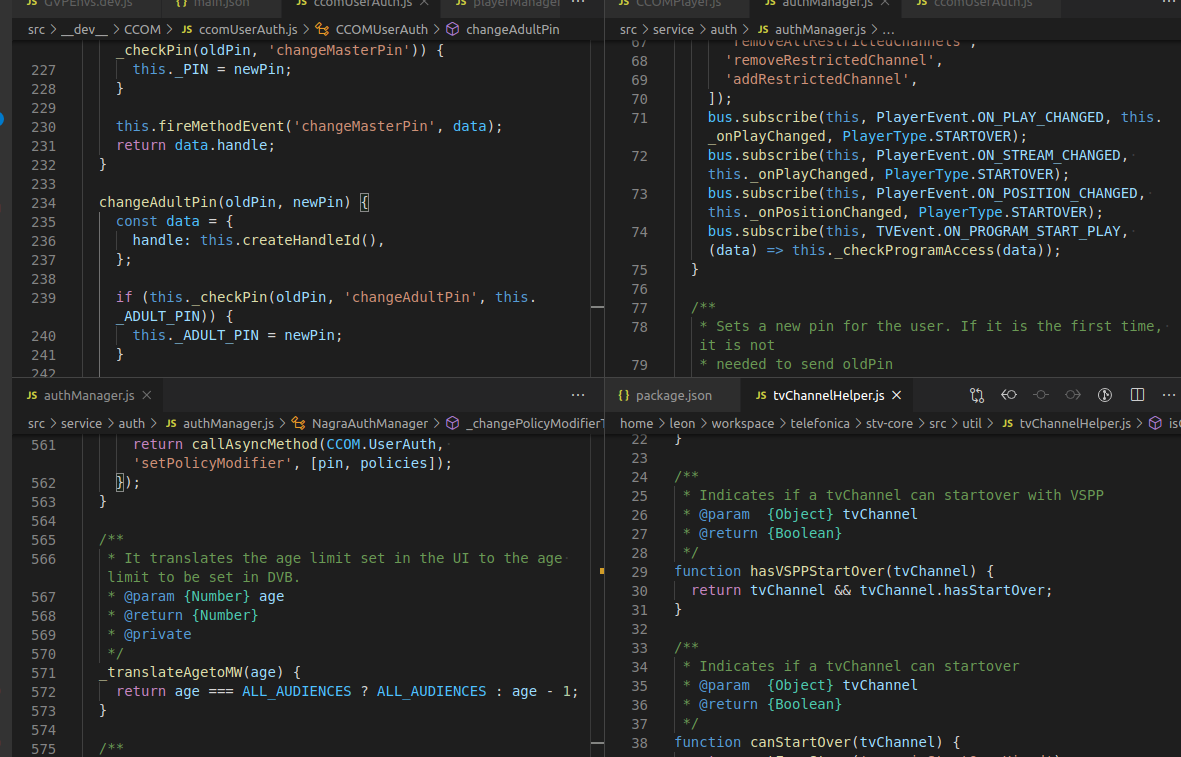 GVPEnvs.dev.js
main.json
ccomUserAuth.js
playerManager
src > __dev__ > CCOM > ccomUserAuth.js > CCOMUserAuth > changeAdultPin
_checkPin(oldPin, 'changeMasterPin')) {
227 this._PIN = newPin;
228 }
229
230 this.fireMethodEvent('changeMasterPin', data);
231 return data.handle;
232 }
233
234 changeAdultPin(oldPin, newPin) {
235 const data = {
236 handle: this.createHandleId(),
237 };
238
239 if (this._checkPin(oldPin, 'changeAdultPin', this.
_ADULT_PIN)) {
240 this._ADULT_PIN = newPin;
241 }
242
CCOMPlayer.js
authManager.js
ccomUserAuth.js
src > service > auth > authManager.js > ...
67 'removeAllRestrictedChannels',
68 'removeRestrictedChannel',
69 'addRestrictedChannel',
70 ]);
71 bus.subscribe(this, PlayerEvent.ON_PLAY_CHANGED, this.
_onPlayChanged, PlayerType.STARTOVER);
72 bus.subscribe(this, PlayerEvent.ON_STREAM_CHANGED,
this._onPlayChanged, PlayerType.STARTOVER);
73 bus.subscribe(this, PlayerEvent.ON_POSITION_CHANGED,
this._onPositionChanged, PlayerType.STARTOVER);
74 bus.subscribe(this, TVEvent.ON_PROGRAM_START_PLAY,
(data) => this._checkProgramAccess(data));
75 }
76
77 /**
78 * Sets a new pin for the user. If it is the first time,
it is not
79 * needed to send oldPin
authManager.js
src > service > auth > authManager.js > NagraAuthManager > _changePolicyModifierT
561 return callAsyncMethod(CCOM.UserAuth,
'setPolicyModifier', [pin, policies]);
562 });
563 }
564
565 /**
566 * It translates the age limit set in the UI to the age
limit to be set in DVB.
567 * @param {Number} age
568 * @return {Number}
569 * @private
570 */
571 _translateAgetoMW(age) {
572 return age === ALL_AUDIENCES ? ALL_AUDIENCES : age - 1;
573 }
574
575 /**
package.json
tvChannelHelper.js
home > leon > workspace > telefonica > stv-core > src > util > tvChannelHelper.js > is
22 }
23
24 /**
25 * Indicates if a tvChannel can startover with VSPP
26 * @param {Object} tvChannel
27 * @return {Boolean}
28 */
29 function hasVSPPStartOver(tvChannel) {
30 return tvChannel && tvChannel.hasStartOver;
31 }
32
33 /**
34 * Indicates if a tvChannel can startover
35 * @param {Object} tvChannel
36 * @return {Boolean}
37 */
38 function canStartOver(tvChannel) {